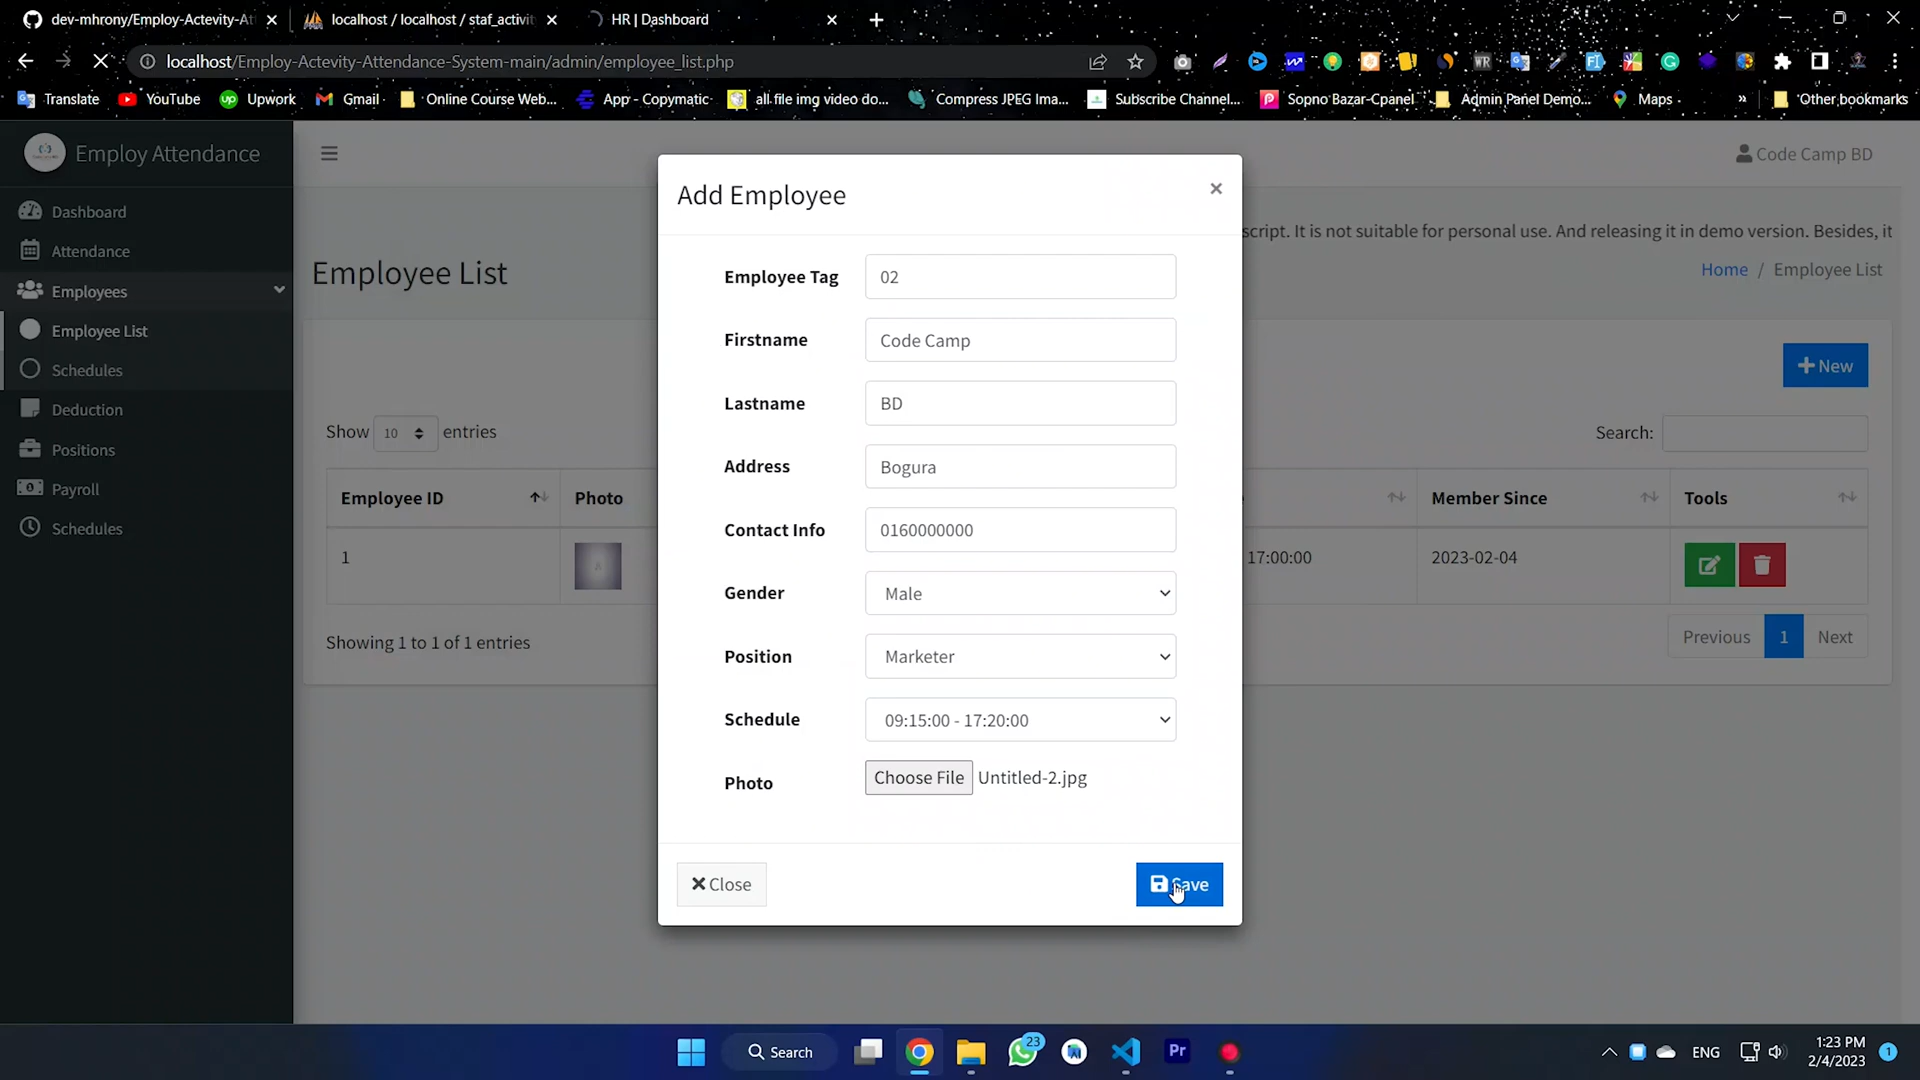 dev-mhrony/Employ-Actevity-At
localhost / localhost / staf_activit
HR | Dashboard
localhost/Employ-Actevity-Attendance-System-main/admin/employee_list.php
Translate
YouTube
Upwork
Gmail
Online Course Web...
App - Copymatic
all file img video do...
Compress JPEG Ima...
Subscribe Channel...
Sopno Bazar-Cpanel
Admin Panel Demo...
Maps
»
Other bookmarks
Employ Attendance
Code Camp BD
Dashboard
Attendance
Employees
Employee List
Schedules
Deduction
Positions
Payroll
Schedules
script. It is not suitable for personal use. And releasing it in demo version. Besides, it
Employee List
Home / Employee List
New
Show 10 entries
Search:
Employee ID
Photo
Member Since
Tools
1
17:00:00
2023-02-04
Showing 1 to 1 of 1 entries
Previous 1 Next
Add Employee
×
Employee Tag 02
Firstname Code Camp
Lastname BD
Address Bogura
Contact Info 0160000000
Gender Male
Position Marketer
Schedule 09:15:00 - 17:20:00
Photo Choose File Untitled-2.jpg
Close
Save
Search
23
Pr
ENG
1:23 PM
2/4/2023
1